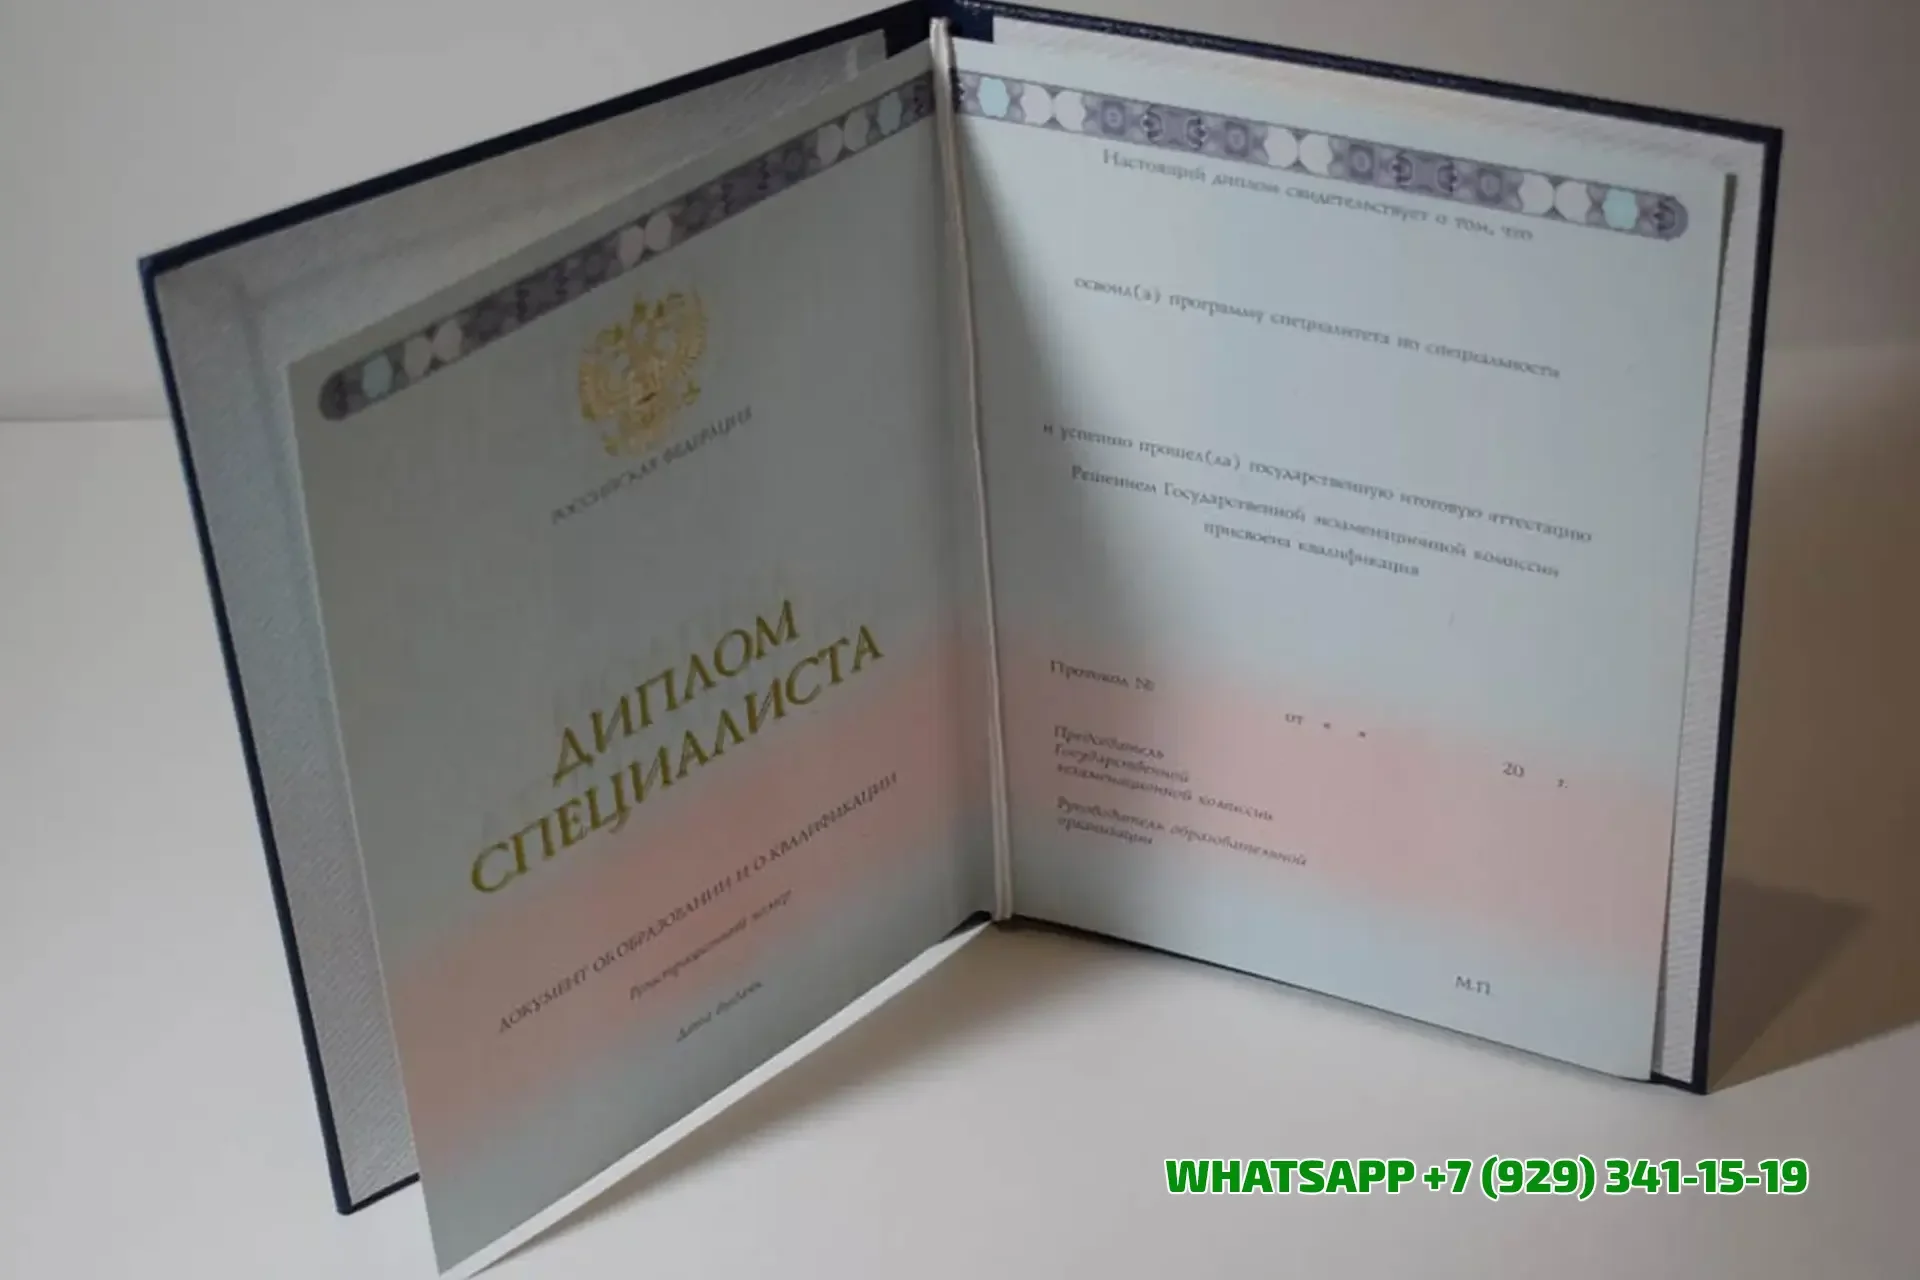 РОССИЙСКАЯ ФЕДЕРАЦИЯ
ДИПЛОМ
СПЕЦИАЛИСТА
ДОКУМЕНТ ОБ ОБРАЗОВАНИИ И О КВАЛИФИКАЦИИ
Регистрационный номер
Дата выдачи
Настоящий диплом свидетельствует о том, что
освоил(а) программу специалитета по специальности
и успешно прошел(ла) государственную итоговую аттестацию
Решением Государственной экзаменационной комиссии
присвоена квалификация
Протокол №
от « »
20 г.
Председатель
Государственной
экзаменационной комиссии
Руководитель образовательной
организации
М.П.
WHATSAPP +7 (929) 341-15-19